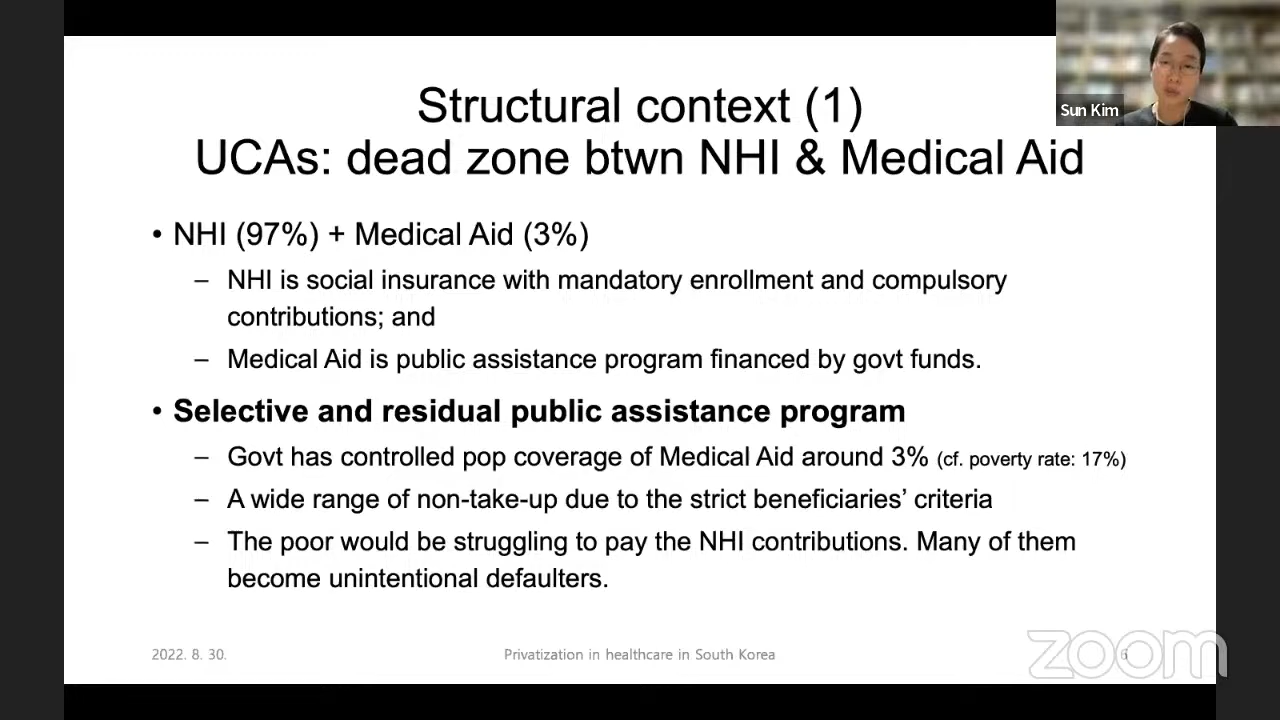 Structural context (1)
UCAs: dead zone btwn NHI & Medical Aid
Sun Kim
• NHI (97%) + Medical Aid (3%)
– NHI is social insurance with mandatory enrollment and compulsory
contributions; and
– Medical Aid is public assistance program financed by govt funds.
• Selective and residual public assistance program
– Govt has controlled pop coverage of Medical Aid around 3% (cf. poverty rate: 17%)
– A wide range of non-take-up due to the strict beneficiaries’ criteria
– The poor would be struggling to pay the NHI contributions. Many of them
become unintentional defaulters.
2022. 8. 30.
Privatization in healthcare in South Korea
6
zoom